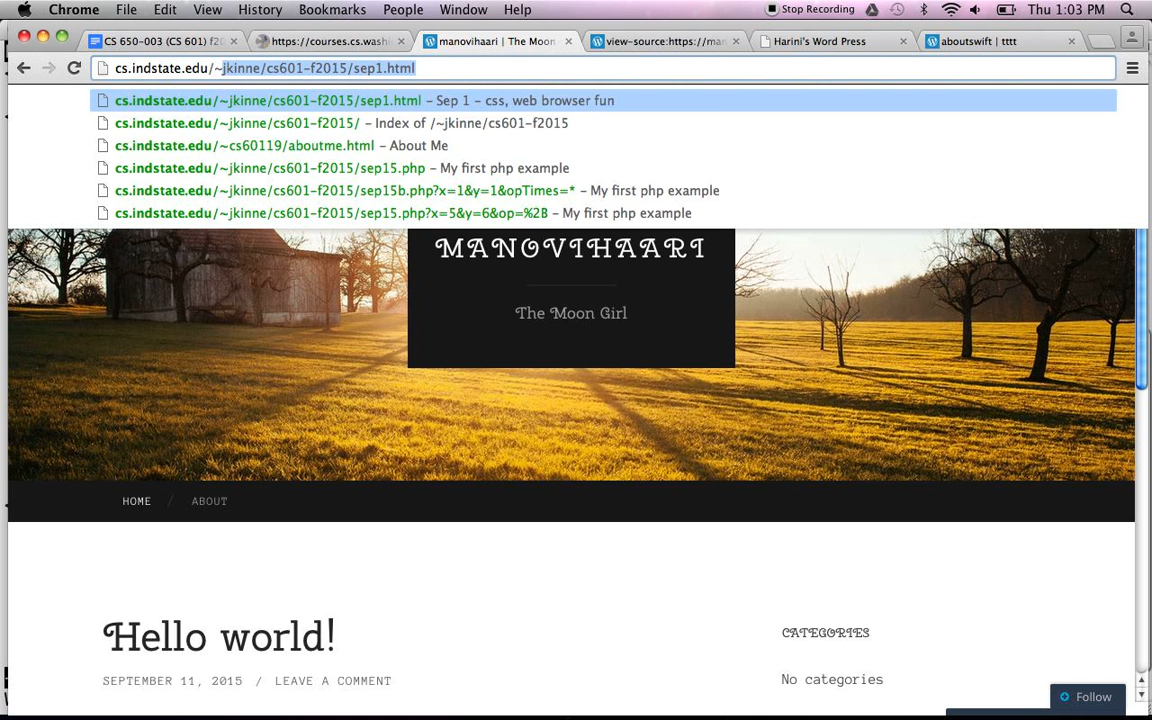 Chrome File Edit View History Bookmarks People Window Help Stop Recording Thu 1:03 PM
CS 650-003 (CS 601) f20 https://courses.cs.wash manovihaari | The Moon view-source:https://man Harini's Word Press aboutswift | tttt
cs.indstate.edu/~jkinne/cs601-f2015/sep1.html
cs.indstate.edu/~jkinne/cs601-f2015/sep1.html – Sep 1 – css, web browser fun
cs.indstate.edu/~jkinne/cs601-f2015/ – Index of /~jkinne/cs601-f2015
cs.indstate.edu/~cs60119/aboutme.html – About Me
cs.indstate.edu/~jkinne/cs601-f2015/sep15.php – My first php example
cs.indstate.edu/~jkinne/cs601-f2015/sep15b.php?x=1&y=1&opTimes=* – My first php example
cs.indstate.edu/~jkinne/cs601-f2015/sep15.php?x=5&y=6&op=%2B – My first php example
MANOVIHAARI
The Moon Girl
HOME / ABOUT
Hello world!
CATEGORIES
SEPTEMBER 11, 2015 / LEAVE A COMMENT
No categories
Follow